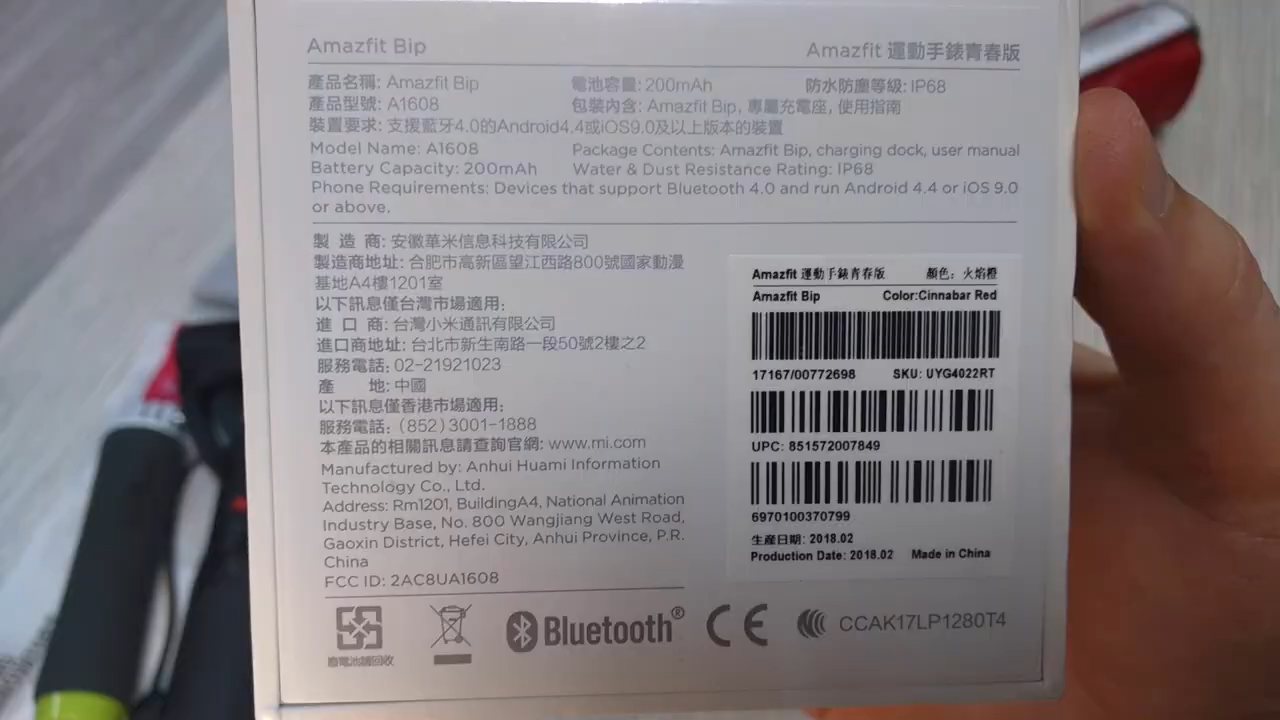 Amazfit Bip
Amazfit 運動手錶青春版
產品名稱: Amazfit Bip
電池容量: 200mAh
防水防塵等級: IP68
產品型號: A1608
包裝內含: Amazfit Bip, 專屬充電座, 使用指南
裝置要求: 支援藍牙4.0的Android4.4或iOS9.0及以上版本的裝置
Model Name: A1608
Package Contents: Amazfit Bip, charging dock, user manual
Battery Capacity: 200mAh
Water & Dust Resistance Rating: IP68
Phone Requirements: Devices that support Bluetooth 4.0 and run Android 4.4 or iOS 9.0
or above.
製 造 商: 安徽華米信息科技有限公司
製造商地址: 合肥市高新區望江西路800號國家動漫
基地A4樓1201室
以下訊息僅台灣市場適用:
進 口 商: 台灣小米通訊有限公司
進口商地址: 台北市新生南路一段50號2樓之2
服務電話: 02-21921023
產 地: 中國
以下訊息僅香港市場適用:
服務電話: (852) 3001-1888
本產品的相關訊息請查詢官網: www.mi.com
Manufactured by: Anhui Huami Information
Technology Co., Ltd.
Address: Rm1201, BuildingA4, National Animation
Industry Base, No. 800 Wangjiang West Road,
Gaoxin District, Hefei City, Anhui Province, P.R.
China
FCC ID: 2AC8UA1608
Amazfit 運動手錶青春版
顏色: 火焰橙
Amazfit Bip
Color:Cinnabar Red
17167/00772698
SKU: UYG4022RT
UPC: 851572007849
6970100370799
生產日期: 2018.02
Production Date: 2018.02
Made in China
廢電池請回收
Bluetooth®
CE
CCAK17LP1280T4